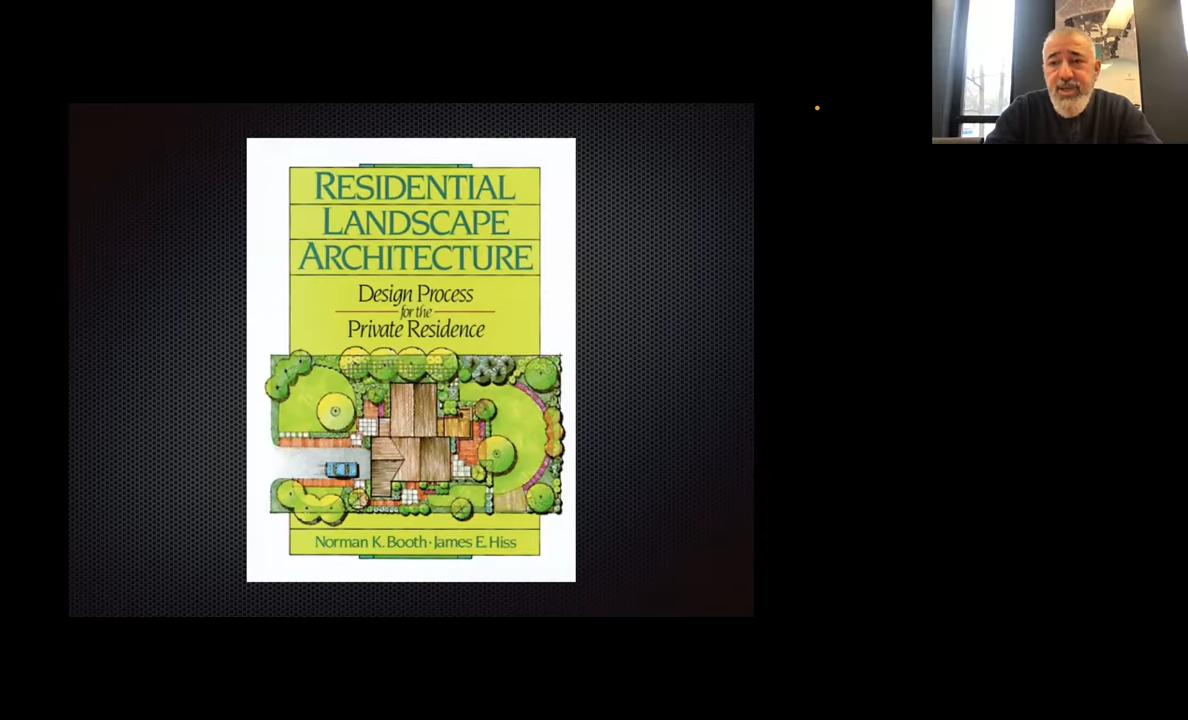 RESIDENTIAL
LANDSCAPE
ARCHITECTURE
Design Process
for the
Private Residence
Norman K. Booth · James E. Hiss